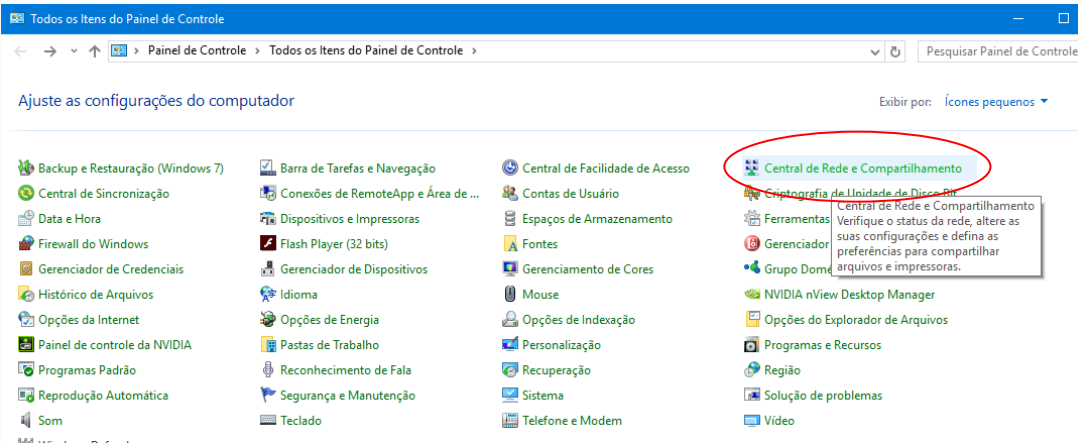 Todos os Itens do Painel de Controle
Painel de Controle > Todos os Itens do Painel de Controle >
Pesquisar Painel de Controle
Ajuste as configurações do computador
Exibir por: Ícones pequenos
Backup e Restauração (Windows 7)
Barra de Tarefas e Navegação
Central de Facilidade de Acesso
Central de Rede e Compartilhamento
Central de Sincronização
Conexões de RemoteApp e Área de ...
Contas de Usuário
Criptografia de Unidade de Disco Bit
Data e Hora
Dispositivos e Impressoras
Espaços de Armazenamento
Ferramentas
Central de Rede e Compartilhamento
Verifique o status da rede, altere as
suas configurações e defina as
preferências para compartilhar
arquivos e impressoras.
Firewall do Windows
Flash Player (32 bits)
Fontes
Gerenciador
Gerenciador de Credenciais
Gerenciador de Dispositivos
Gerenciamento de Cores
Grupo Domé
Histórico de Arquivos
Idioma
Mouse
NVIDIA nView Desktop Manager
Opções da Internet
Opções de Energia
Opções de Indexação
Opções do Explorador de Arquivos
Painel de controle da NVIDIA
Pastas de Trabalho
Personalização
Programas e Recursos
Programas Padrão
Reconhecimento de Fala
Recuperação
Região
Reprodução Automática
Segurança e Manutenção
Sistema
Solução de problemas
Som
Teclado
Telefone e Modem
Vídeo